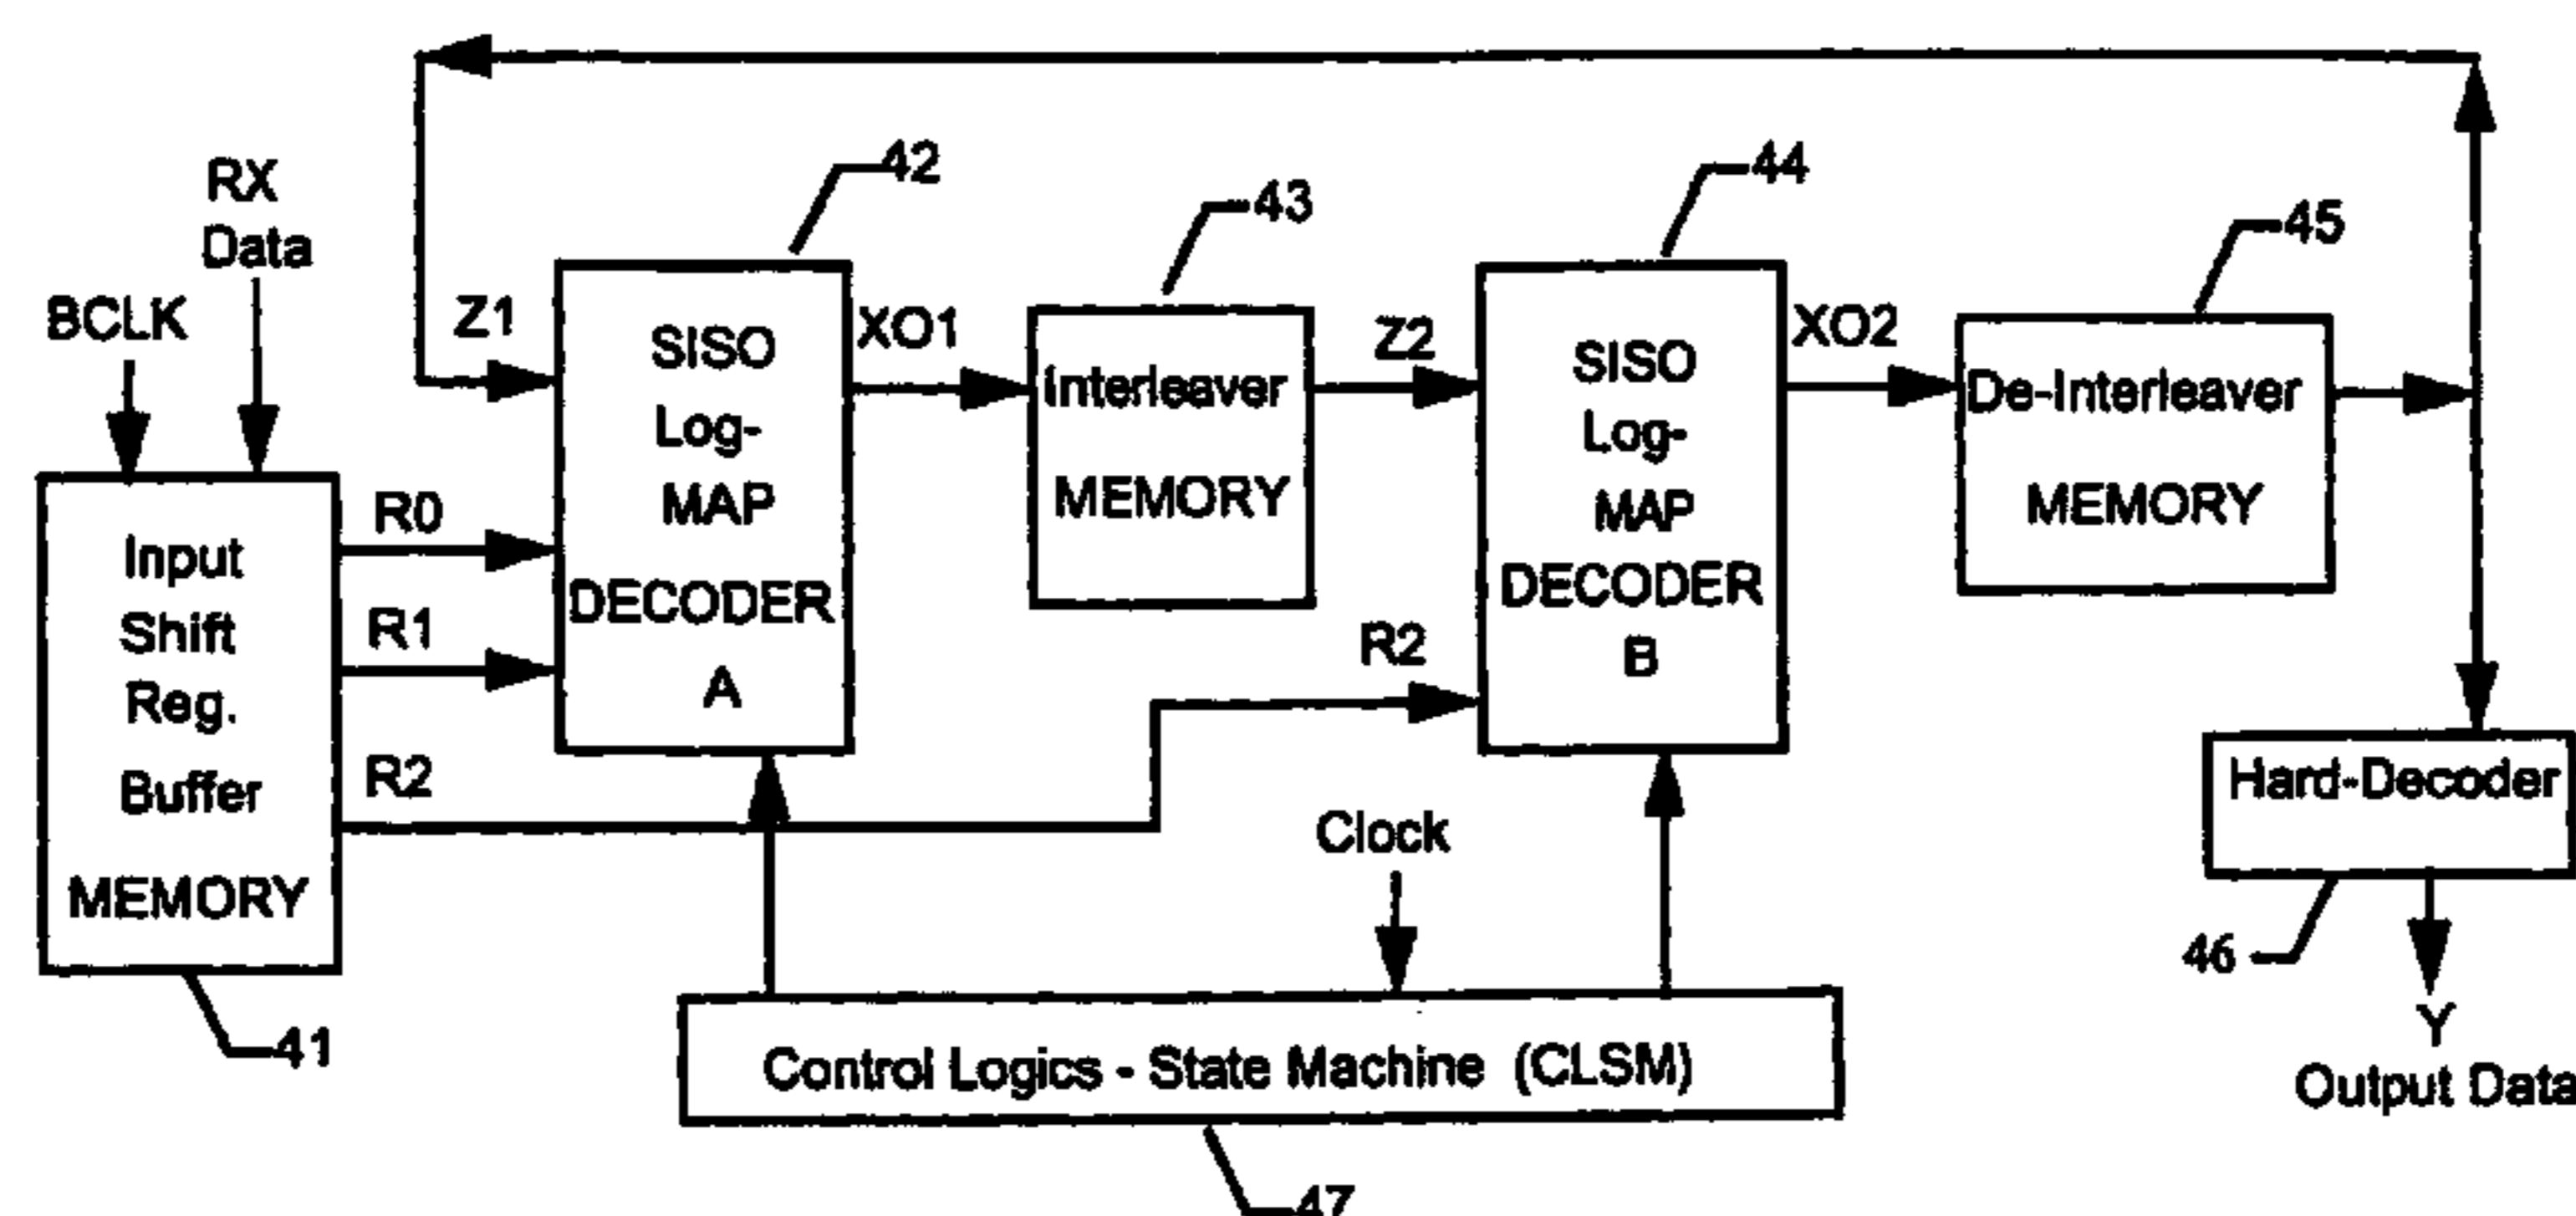 RX
Data
BCLK
Z1
42
XO1
43
Z2
44
XO2
45
SISO
Log-
MAP
DECODER
A
Interleaver
MEMORY
SISO
Log-
MAP
DECODER
B
De-Interleaver
MEMORY
R0
R1
R2
R2
Input
Shift
Reg.
Buffer
MEMORY
41
Clock
Hard-Decoder
46
Y
Output Data
Control Logics - State Machine (CLSM)
47